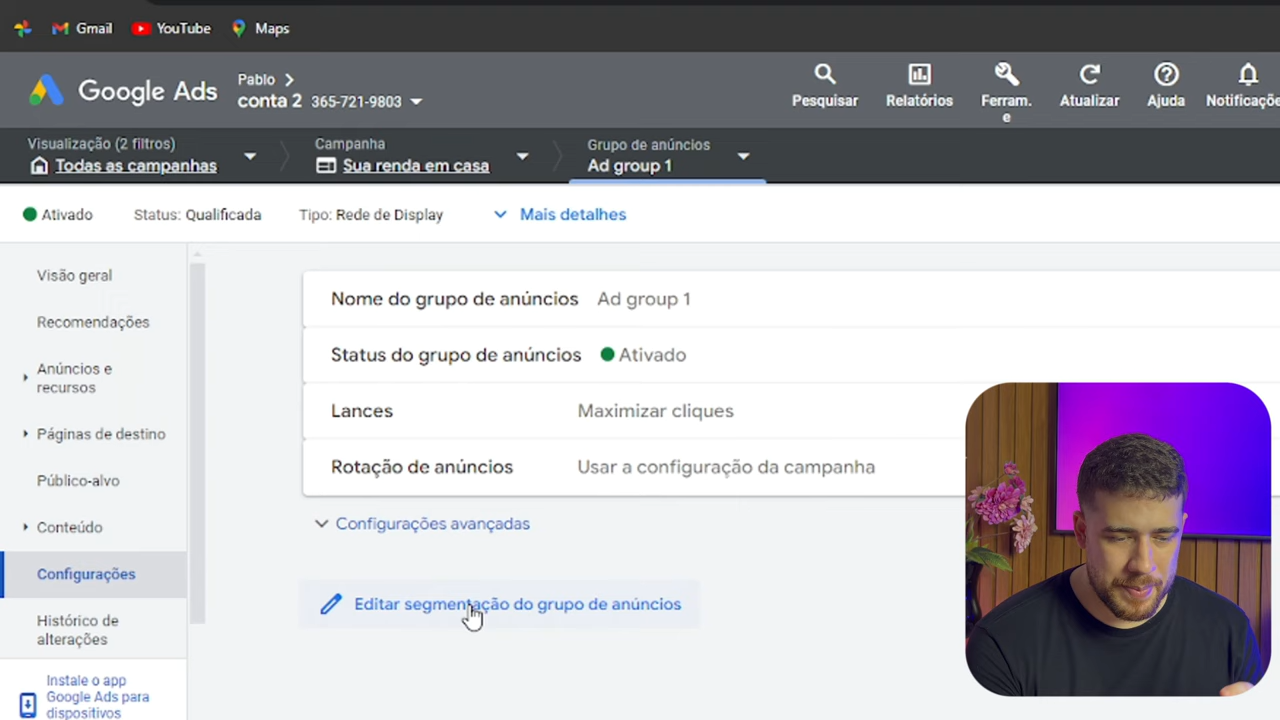 Gmail YouTube Maps
Google Ads
Pablo
conta 2 365-721-9803
Pesquisar
Relatórios
Ferram.
e
Atualizar
Ajuda
Notificaçõe
Visualização (2 filtros)
Todas as campanhas
Campanha
Sua renda em casa
Grupo de anúncios
Ad group 1
Ativado Status: Qualificada Tipo: Rede de Display Mais detalhes
Visão geral
Recomendações
Anúncios e
recursos
Páginas de destino
Público-alvo
Conteúdo
Configurações
Histórico de
alterações
Instale o app
Google Ads para
dispositivos
Nome do grupo de anúncios Ad group 1
Status do grupo de anúncios Ativado
Lances Maximizar cliques
Rotação de anúncios Usar a configuração da campanha
Configurações avançadas
Editar segmentação do grupo de anúncios